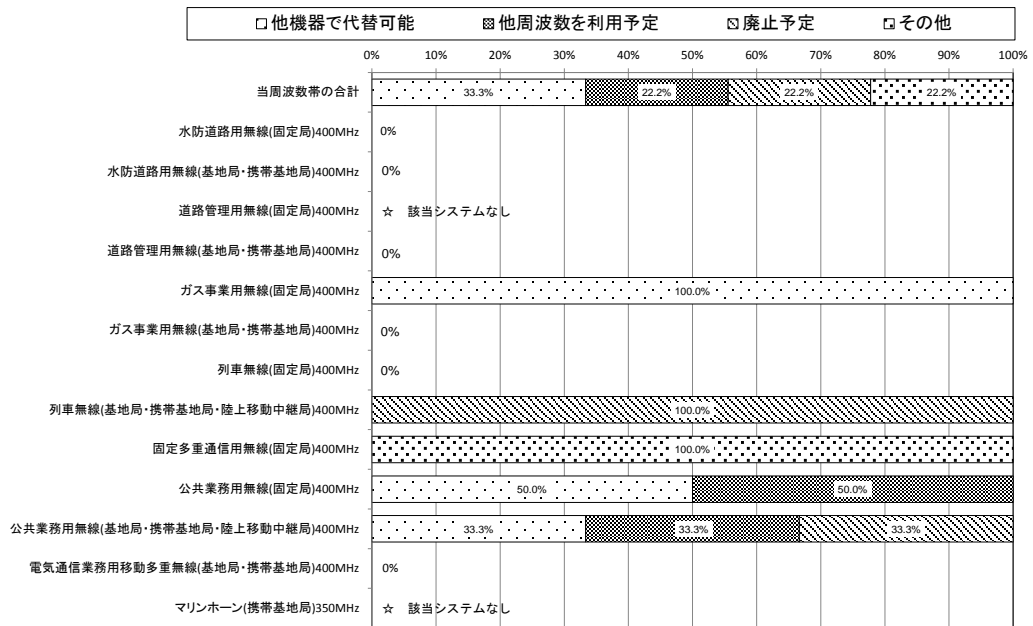 他機器で代替可能 他周波数を利用予定 廃止予定 その他
0% 10% 20% 30% 40% 50% 60% 70% 80% 90% 100%
当周波数帯の合計 33.3% 22.2% 22.2% 22.2%
水防道路用無線(固定局)400MHz 0%
水防道路用無線(基地局・携帯基地局)400MHz 0%
道路管理用無線(固定局)400MHz ☆ 該当システムなし
道路管理用無線(基地局・携帯基地局)400MHz 0%
ガス事業用無線(固定局)400MHz 100.0%
ガス事業用無線(基地局・携帯基地局)400MHz 0%
列車無線(固定局)400MHz 0%
列車無線(基地局・携帯基地局・陸上移動中継局)400MHz 100.0%
固定多重通信用無線(固定局)400MHz 100.0%
公共業務用無線(固定局)400MHz 50.0% 50.0%
公共業務用無線(基地局・携帯基地局・陸上移動中継局)400MHz 33.3% 33.3% 33.3%
電気通信業務用移動多重無線(基地局・携帯基地局)400MHz 0%
マリンホーン(携帯基地局)350MHz ☆ 該当システムなし